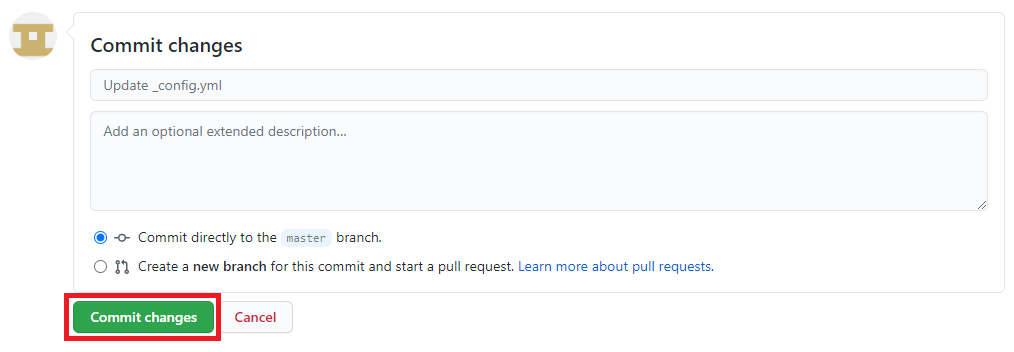 Commit changes
Update _config.yml
Add an optional extended description...
Commit directly to the master branch.
Create a new branch for this commit and start a pull request. Learn more about pull requests.
Commit changes Cancel